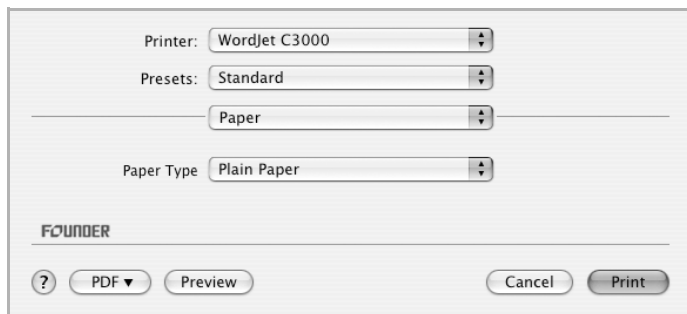 Printer: WordJet C3000
Presets: Standard
Paper
Paper Type Plain Paper
FOUNDER
? PDF ▼ Preview Cancel Print